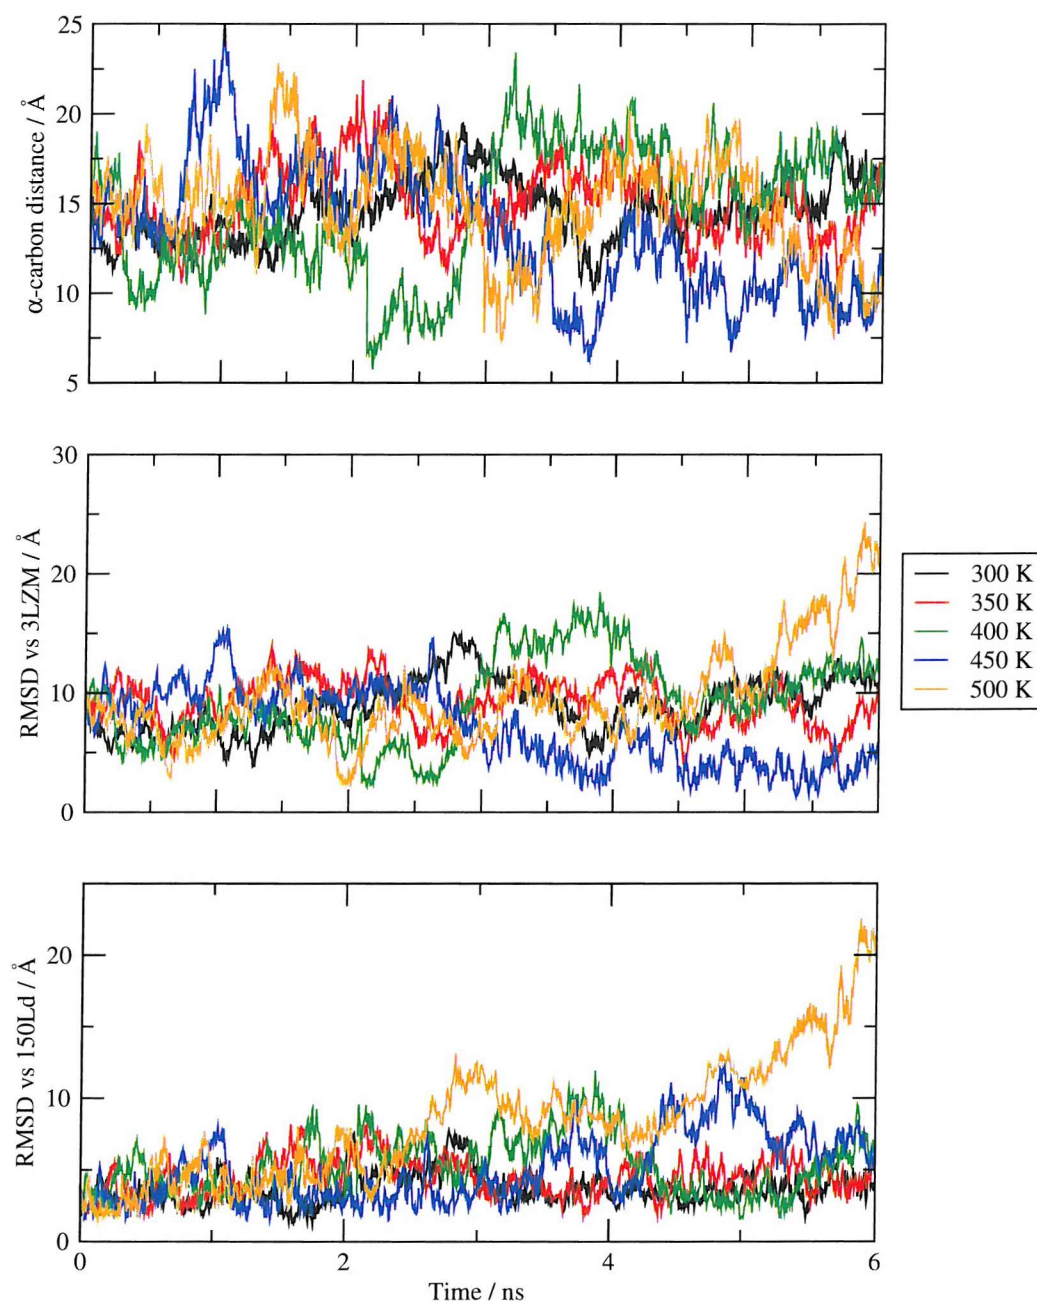 25
20
15
10
5
α-carbon distance / Å
30
20
10
0
RMSD vs 3LZM / Å
300 K
350 K
400 K
450 K
500 K
20
10
0
RMSD vs 150Ld / Å
0 2 4 6
Time / ns